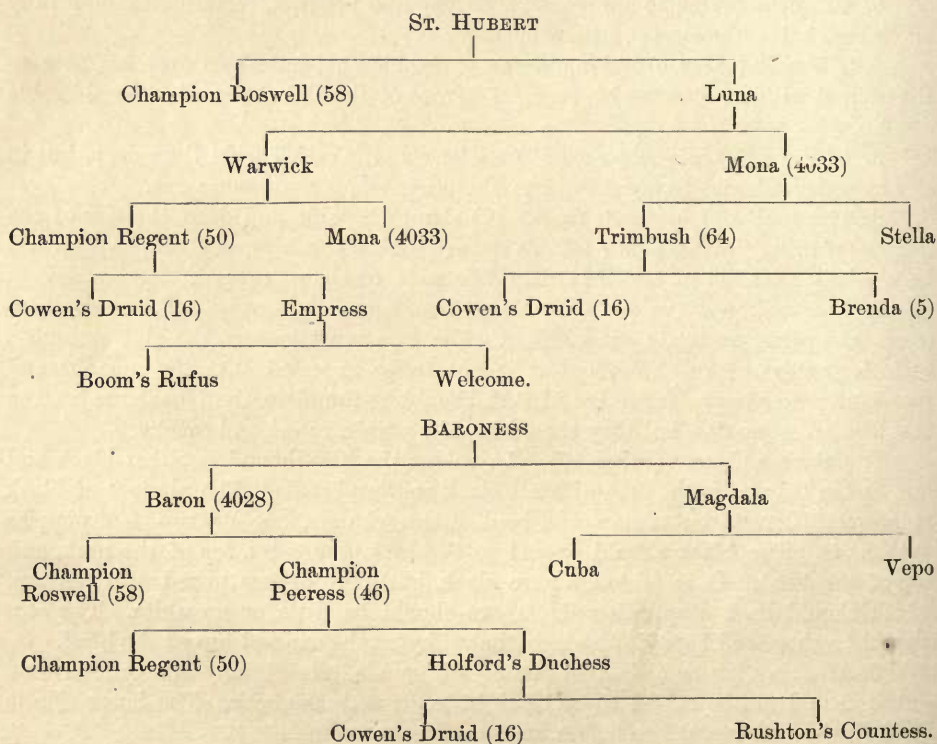 ST. HUBERT
Champion Roswell (58) Luna
Warwick Mona (4033)
Champion Regent (50) Mona (4033) Trimbush (64) Stella
Cowen's Druid (16) Empress Cowen's Druid (16) Brenda (5)
Boom's Rufus Welcome.
BARONESS
Baron (4028) Magdala
Champion Roswell (58) Champion Peeress (46) Cuba Vepo
Champion Regent (50) Holford's Duchess
Cowen's Druid (16) Rushton's Countess.